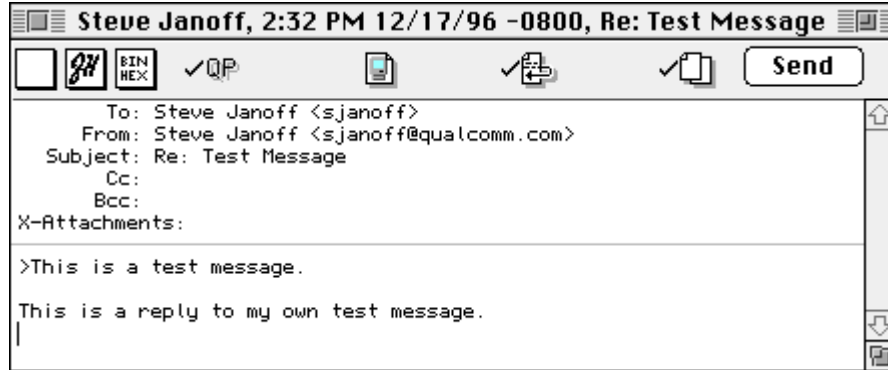 Steve Janoff, 2:32 PM 12/17/96 -0800, Re: Test Message
JH BIN HEX QP Send
To: Steve Janoff <sjanoff>
From: Steve Janoff <sjanoff@qualcomm.com>
Subject: Re: Test Message
Cc:
Bcc:
X-Attachments:
>This is a test message.
This is a reply to my own test message.